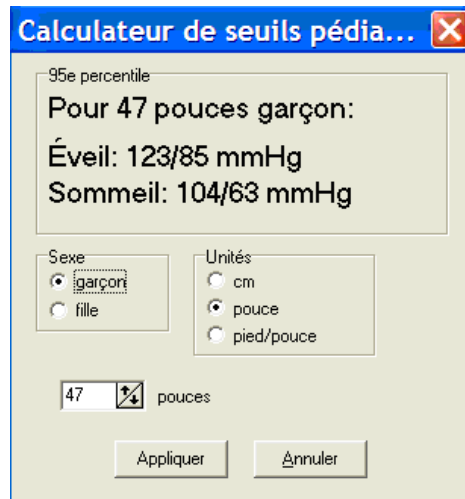 Calculateur de seuils pédia...
95e percentile
Pour 47 pouces garçon:
Éveil: 123/85 mmHg
Sommeil: 104/63 mmHg
Sexe
garçon
fille
Unités
cm
pouce
pied/pouce
47 pouces
Appliquer Annuler